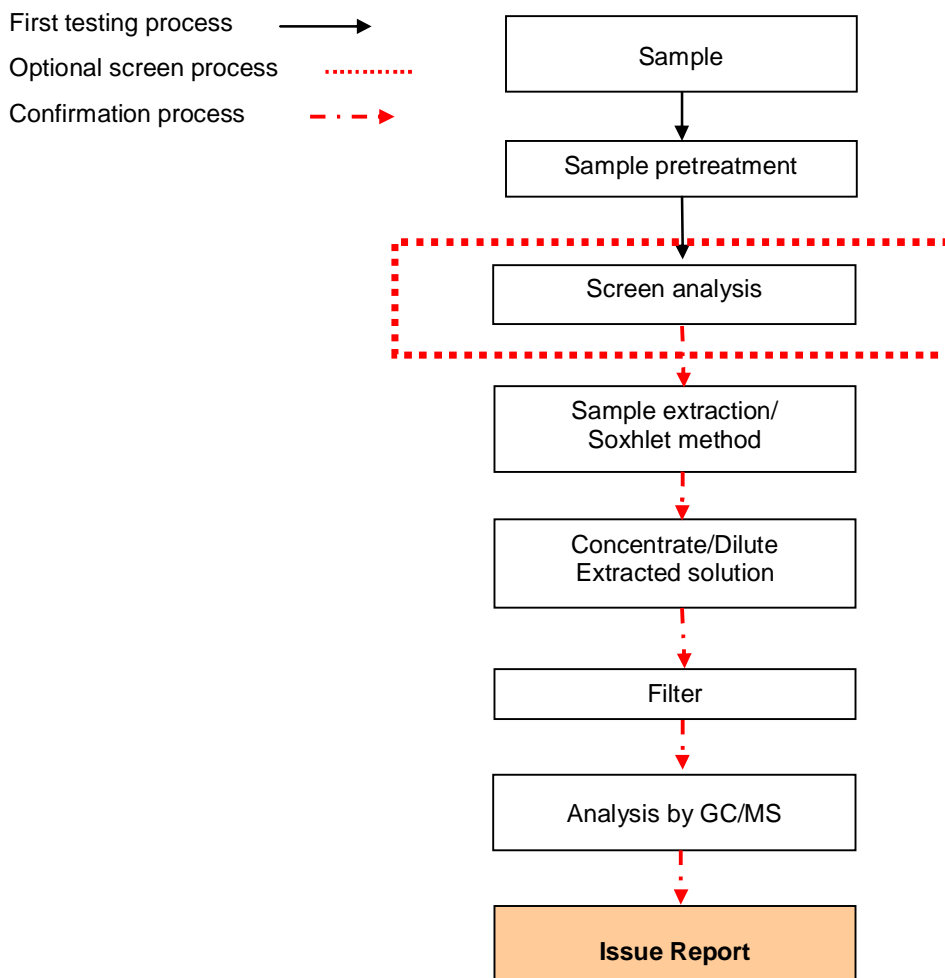 First testing process
Optional screen process
Confirmation process
Sample
Sample pretreatment
Screen analysis
Sample extraction/
Soxhlet method
Concentrate/Dilute
Extracted solution
Filter
Analysis by GC/MS
Issue Report